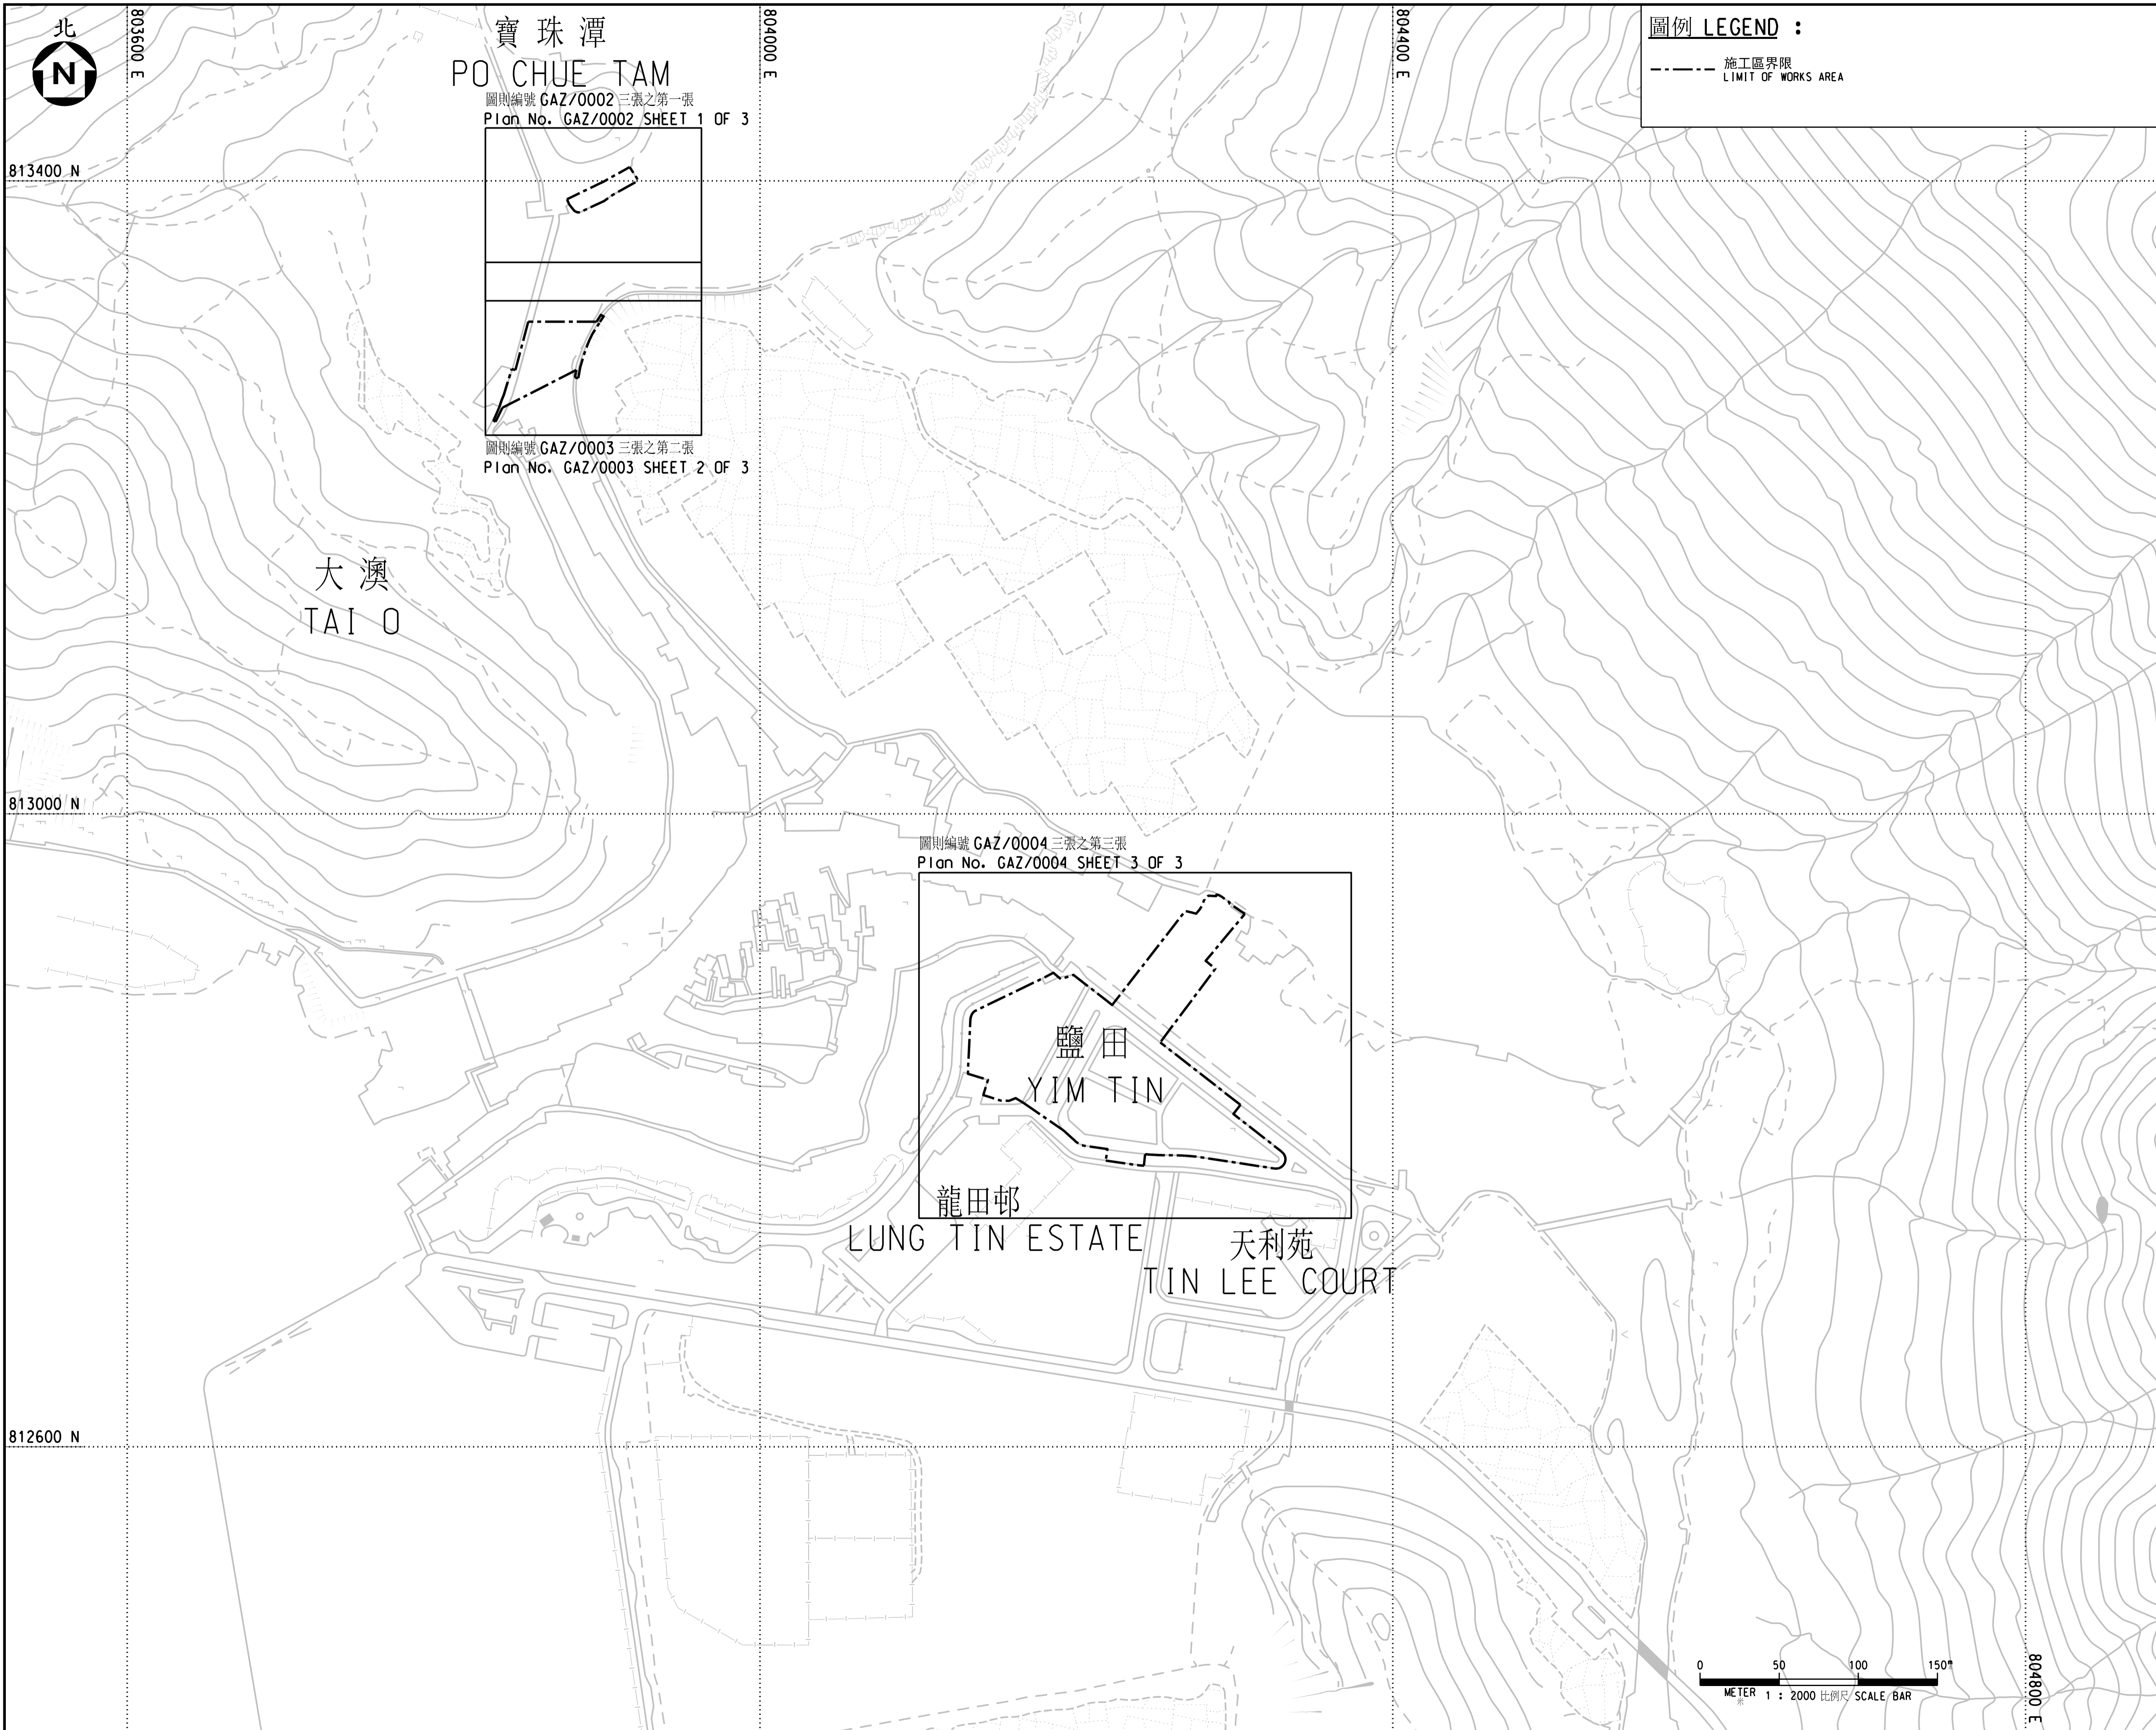 北
N
803600 E
寶珠潭
PO CHUE TAM
804000 E
804400 E
圖例 LEGEND :
施工區界限
LIMIT OF WORKS AREA
圖則編號 GAZ/0002 三張之第一張
Plan No. GAZ/0002 SHEET 1 OF 3
813400 N
圖則編號 GAZ/0003 三張之第二張
Plan No. GAZ/0003 SHEET 2 OF 3
大澳
TAI O
813000 N
圖則編號 GAZ/0004 三張之第三張
Plan No. GAZ/0004 SHEET 3 OF 3
鹽田
YIM TIN
龍田邨
LUNG TIN ESTATE
天利苑
TIN LEE COURT
812600 N
0 50 100 150m
METER 1 : 2000 比例尺 SCALE BAR
米
804800 E